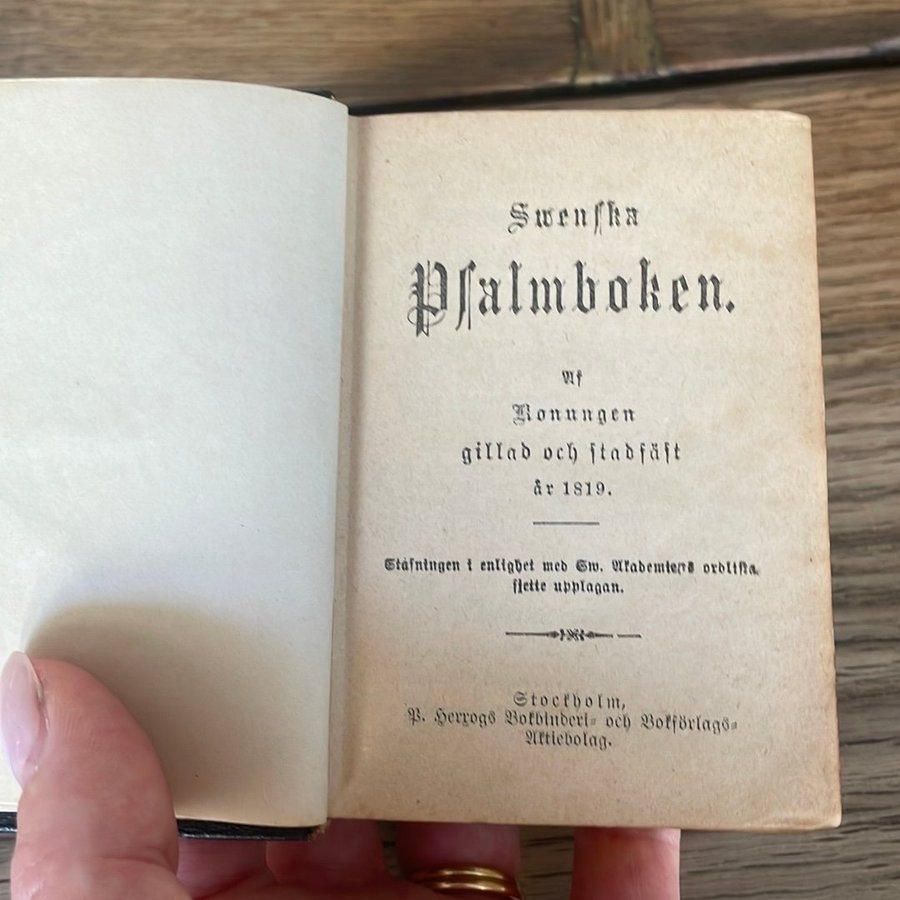 Swenska
Psalmboken.
Af
Konungen
gillad och stadfäst
år 1819.
Stafningen i enlighet med Sw. Akademiens ordlista
sjette upplagan.
Stockholm,
P. Herzogs Bokbinderi- och Bokförlags-
Aktiebolag.